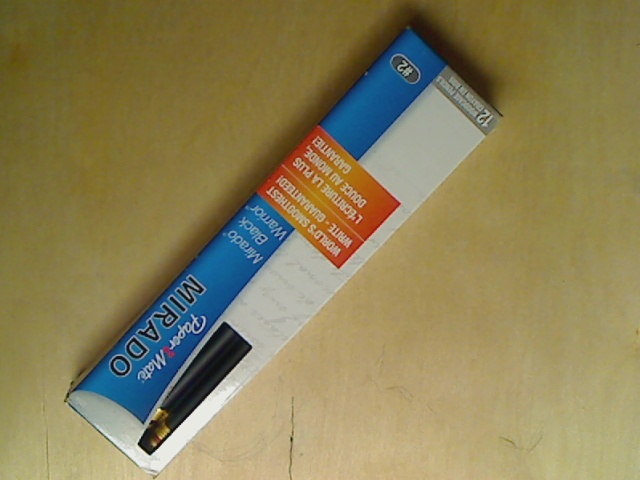 Paper Mate
MIRADO
Mirado
Black
Warrior
WORLD'S SMOOTHEST
WRITE - GUARANTEED!
L'ÉCRITURE LA PLUS
DOUCE AU MONDE,
GARANTIE!
#2
12